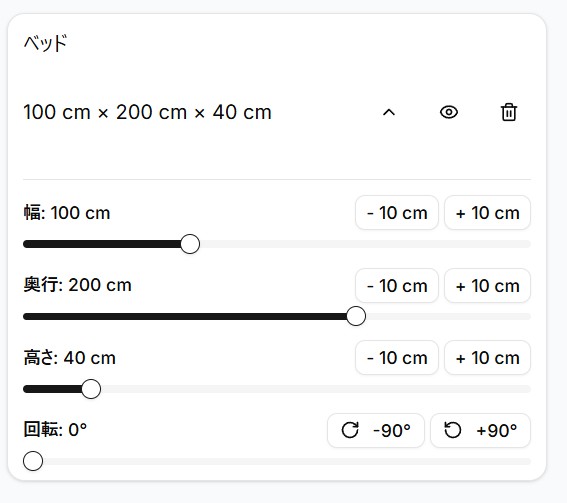 ベッド
100 cm × 200 cm × 40 cm
幅: 100 cm - 10 cm + 10 cm
奥行: 200 cm - 10 cm + 10 cm
高さ: 40 cm - 10 cm + 10 cm
回転: 0° -90° +90°